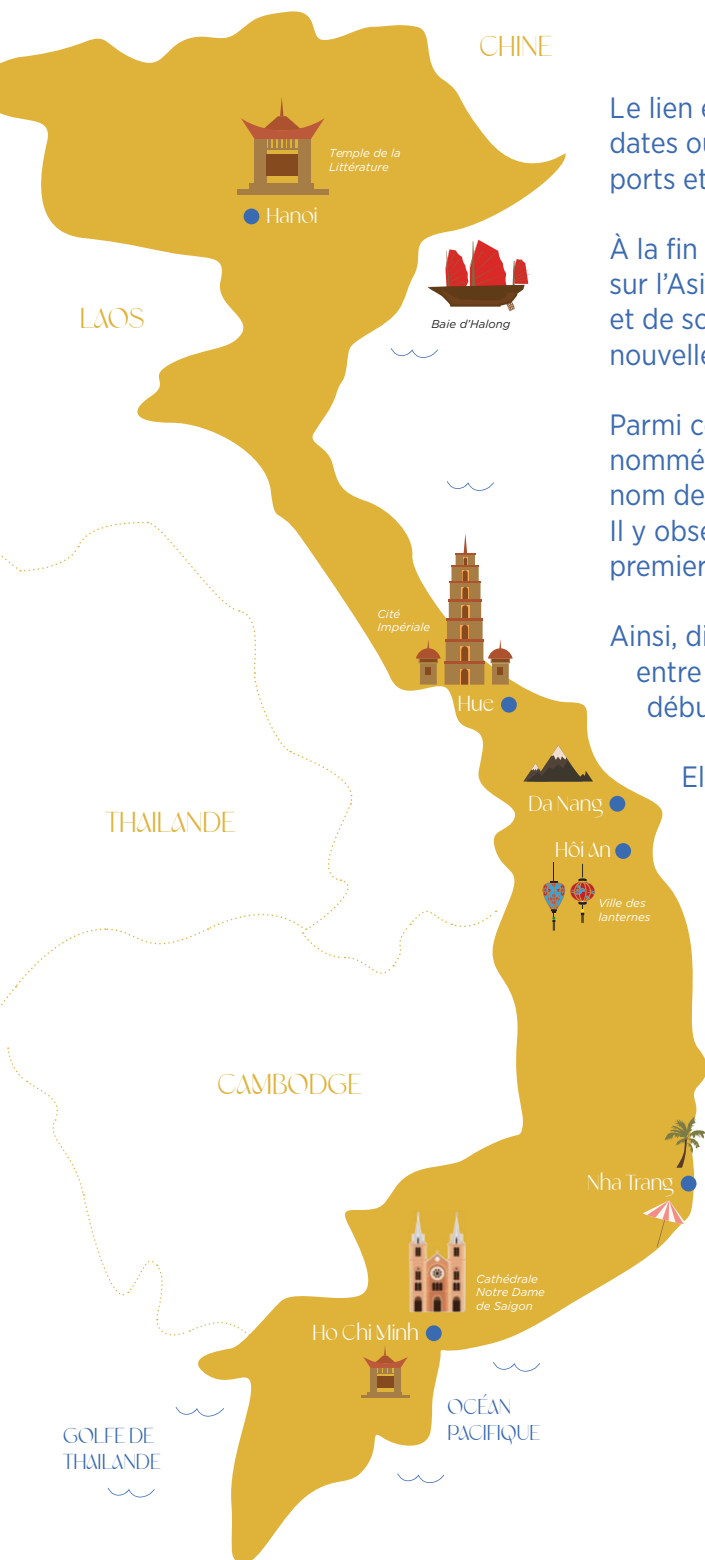 CHINE
Temple de la
Littérature
Hanoi
LAOS
Baie d'Halong
Cité
Impériale
Hue
Da Nang
Hôi An
Ville des
lanternes
THAILANDE
CAMBODGE
Nha Trang
Cathédrale
Notre Dame
de Saigon
Ho Chi Minh
OCÉAN
PACIFIQUE
GOLFE DE
THAILANDE
Le lien
dates
ports et
À la fin
sur l'Asi
et de so
nouvelle
Parmi c
nommé
nom de
Il y obse
premier
Ainsi, di
entre
débu
El